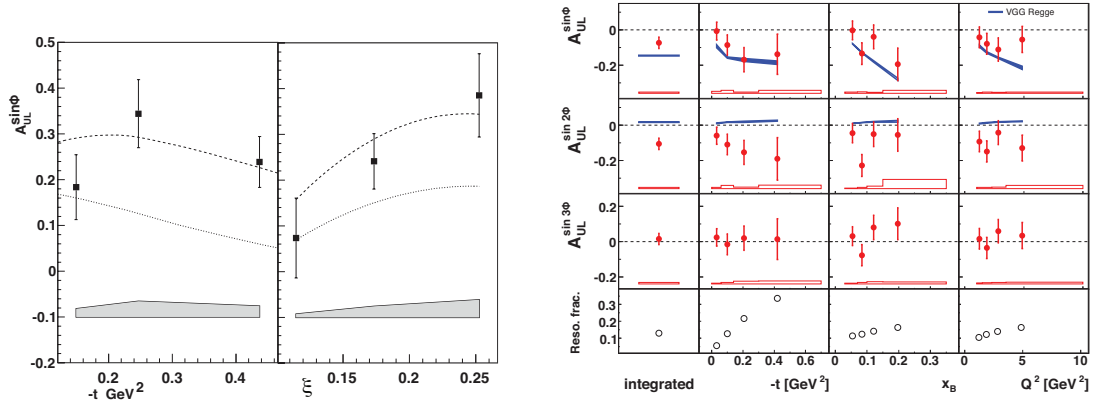 A_UL^sinΦ
0.5
0.4
0.3
0.2
0.1
0
-0.1
-0.2
0.2 0.4
-t GeV²
0.15 0.2 0.25
ξ
VGG Regge
A_UL^sinΦ
0
-0.2
A_UL^sin 2Φ
0
-0.2
A_UL^sin 3Φ
0.2
0
-0.2
Reso. frac.
0.3
0.1
0 0.2 0.4 0.6
0 0.1 0.2 0.3
0 5 10
integrated
-t [GeV²]
x_B
Q² [GeV²]